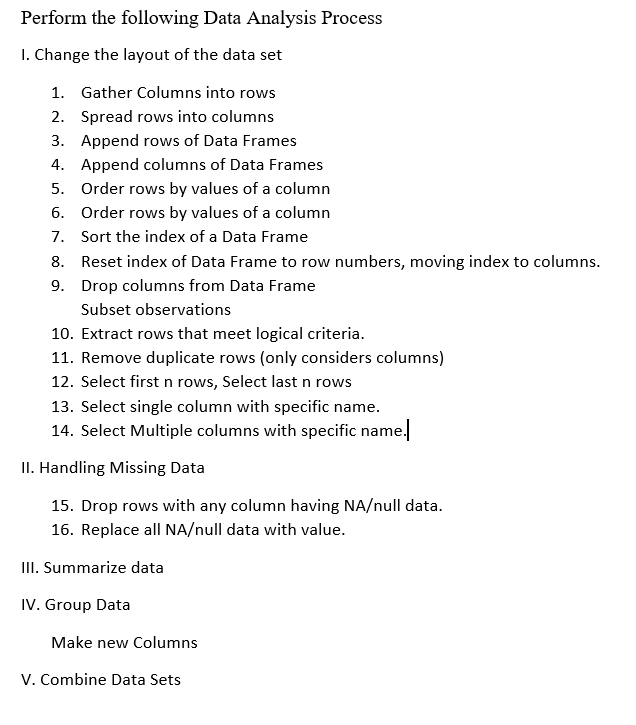 Perform the following Data Analysis Process
I. Change the layout of the data set
1. Gather Columns into rows
2. Spread rows into columns
3. Append rows of Data Frames
4. Append columns of Data Frames
5. Order rows by values of a column
6. Order rows by values of a column
7. Sort the index of a Data Frame
8. Reset index of Data Frame to row numbers, moving index to columns.
9. Drop columns from Data Frame
Subset observations
10. Extract rows that meet logical criteria.
11. Remove duplicate rows (only considers columns)
12. Select first n rows, Select last n rows
13. Select single column with specific name.
14. Select Multiple columns with specific name.
II. Handling Missing Data
15. Drop rows with any column having NA/null data.
16. Replace all NA/null data with value.
III. Summarize data
IV. Group Data
Make new Columns
V. Combine Data Sets